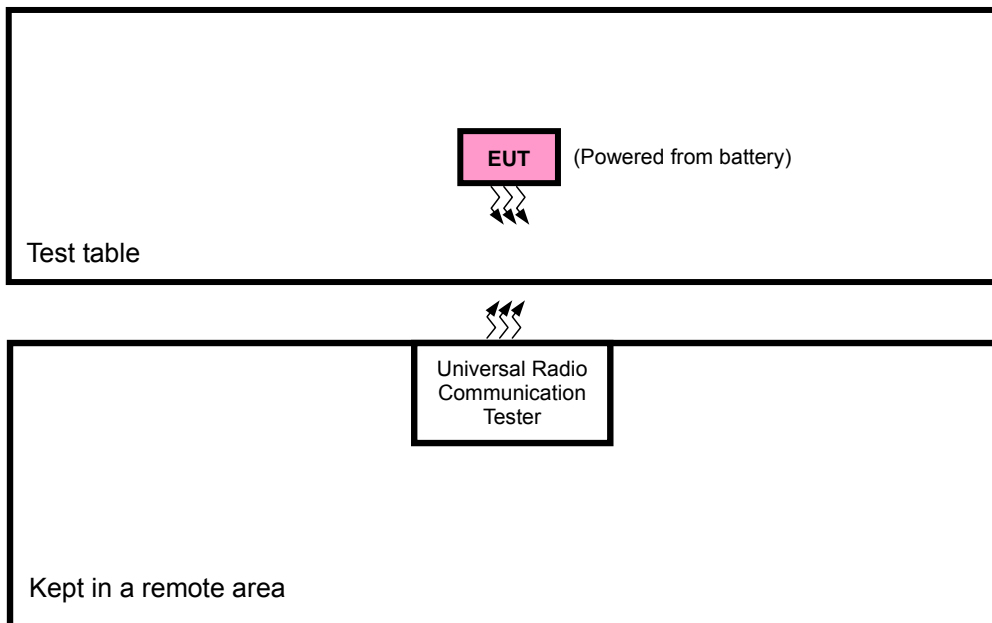 EUT
(Powered from battery)
Test table
Universal Radio
Communication
Tester
Kept in a remote area